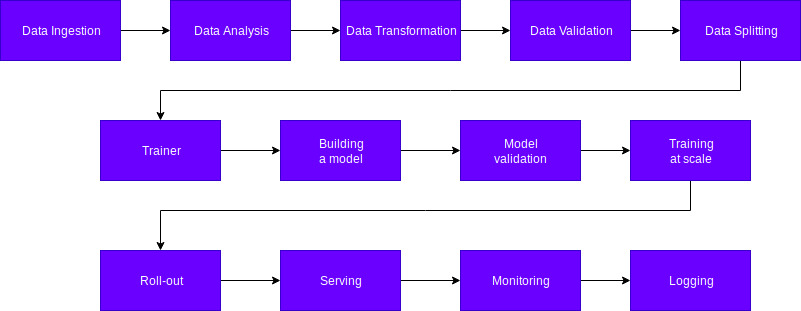 Data Ingestion
Data Analysis
Data Transformation
Data Validation
Data Splitting
Trainer
Building
a model
Model
validation
Training
at scale
Roll-out
Serving
Monitoring
Logging